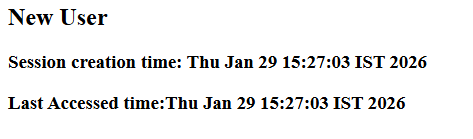 New User
Session creation time: Thu Jan 29 15:27:03 IST 2026
Last Accessed time:Thu Jan 29 15:27:03 IST 2026